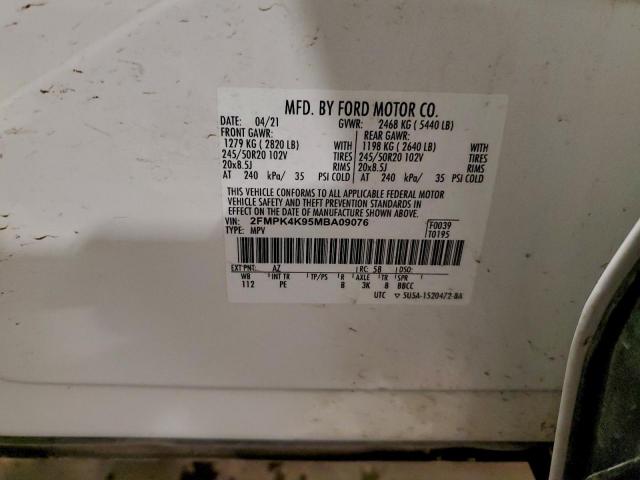 MFD. BY FORD MOTOR CO.
DATE: 04/21 GVWR: 2468 KG ( 5440 LB)
FRONT GAWR: REAR GAWR:
1279 KG ( 2820 LB) WITH 1198 KG ( 2640 LB) WITH
245/50R20 102V TIRES 245/50R20 102V TIRES
20x8.5J RIMS 20x8.5J RIMS
AT 240 kPa/ 35 PSI COLD AT 240 kPa/ 35 PSI COLD
THIS VEHICLE CONFORMS TO ALL APPLICABLE FEDERAL MOTOR
VEHICLE SAFETY AND THEFT PREVENTION STANDARDS IN
EFFECT ON THE DATE OF MANUFACTURE SHOWN ABOVE.
VIN: 2FMPK4K95MBA09076 F0039
TYPE: MPV T0195
EXT PNT: AZ RC: 58 DSO:
WB INT TR TP/PS R AXLE TR SPR
112 PE B 3K B BBCC
UTC ▽ 5U5A-1520472-BA